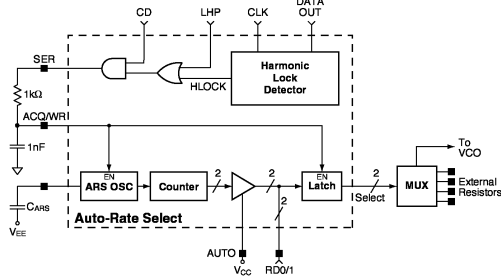 CD
LHP
CLK
DATA
OUT
SER
HLOCK
Harmonic
Lock
Detector
1kΩ
ACQ/WR
1nF
EN
ARS OSC
Counter
2
2
EN
Latch
2
Select
MUX
To
VCO
External
Resistors
2
CARS
VEE
Auto-Rate Select
AUTO
VCC
RD0/1